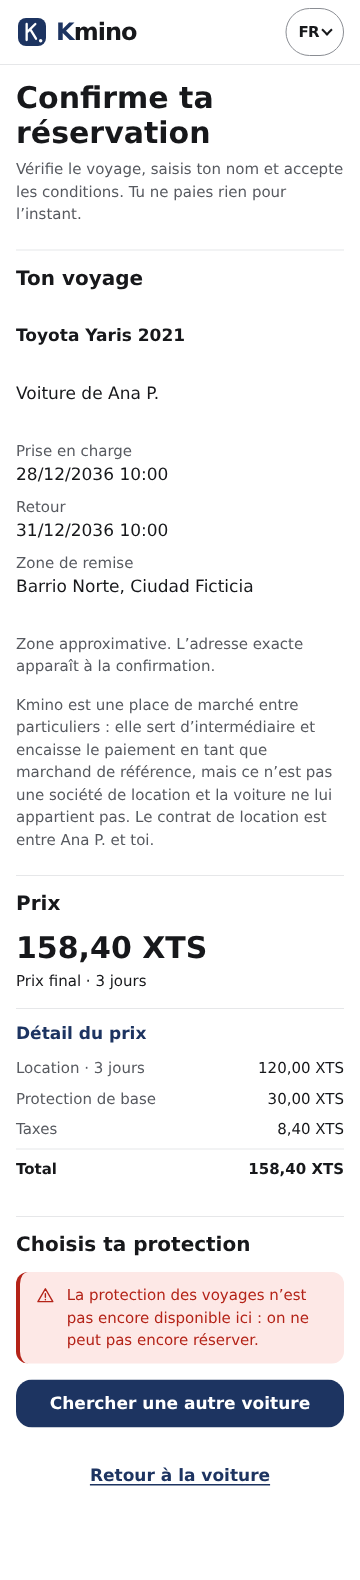 Kmino
FR
Confirme ta
réservation
Vérifie le voyage, saisis ton nom et accepte
les conditions. Tu ne paies rien pour
l’instant.
Ton voyage
Toyota Yaris 2021
Voiture de Ana P.
Prise en charge
28/12/2036 10:00
Retour
31/12/2036 10:00
Zone de remise
Barrio Norte, Ciudad Ficticia
Zone approximative. L’adresse exacte
apparaît à la confirmation.
Kmino est une place de marché entre
particuliers : elle sert d’intermédiaire et
encaisse le paiement en tant que
marchand de référence, mais ce n’est pas
une société de location et la voiture ne lui
appartient pas. Le contrat de location est
entre Ana P. et toi.
Prix
158,40 XTS
Prix final · 3 jours
Détail du prix
Location · 3 jours 120,00 XTS
Protection de base 30,00 XTS
Taxes 8,40 XTS
Total 158,40 XTS
Choisis ta protection
La protection des voyages n’est
pas encore disponible ici : on ne
peut pas encore réserver.
Chercher une autre voiture
Retour à la voiture